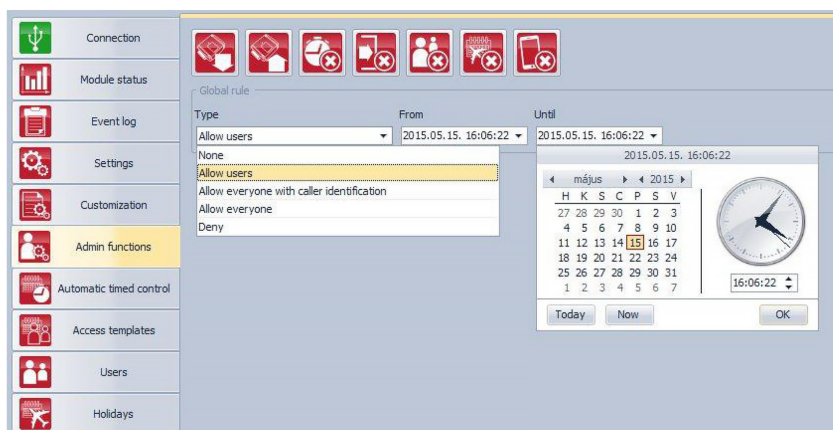 Connection
Module status
Event log
Settings
Customization
Admin functions
Automatic timed control
Access templates
Users
Holidays
Global rule
Type From Until
Allow users 2015.05.15. 16:06:22 2015.05.15. 16:06:22
None
Allow users
Allow everyone with caller identification
Allow everyone
Deny
2015.05.15. 16:06:22
május 2015
H K S C P S V
27 28 29 30 1 2 3
4 5 6 7 8 9 10
11 12 13 14 15 16 17
18 19 20 21 22 23 24
25 26 27 28 29 30 31
1 2 3 4 5 6 7
16:06:22
Today Now OK